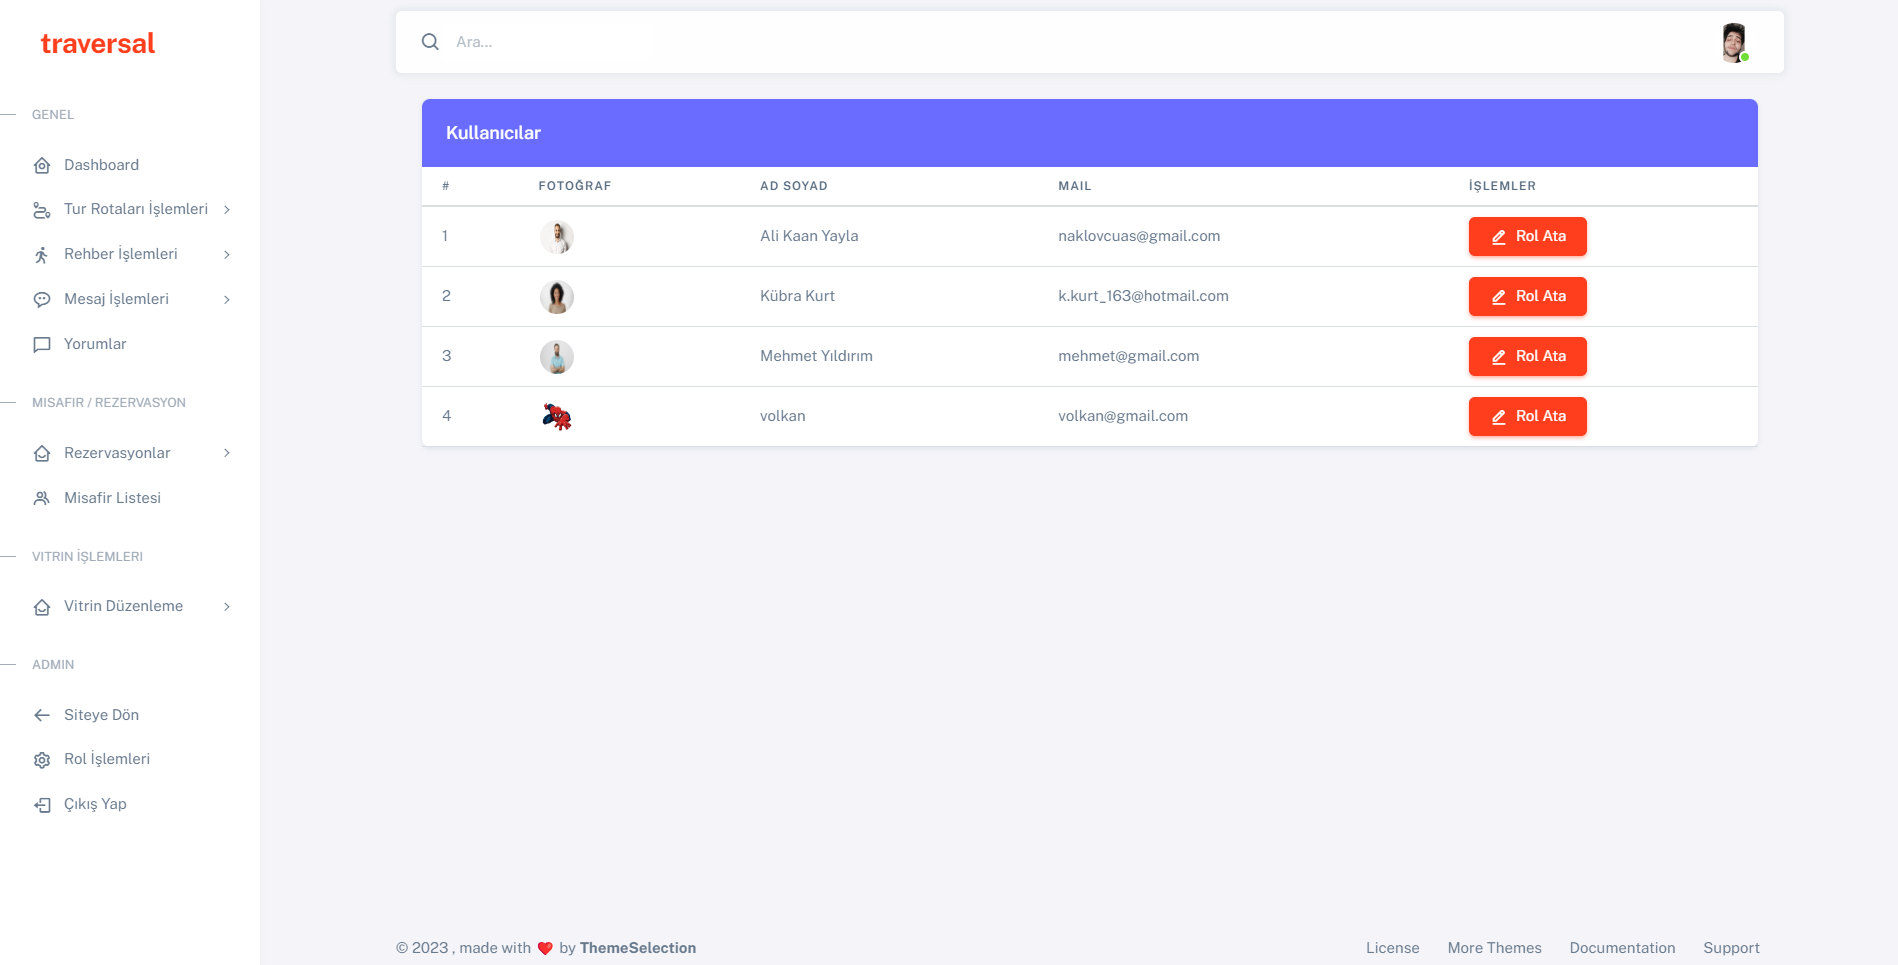 traversal
GENEL
Dashboard
Tur Rotaları İşlemleri
Rehber İşlemleri
Mesaj İşlemleri
Yorumlar
MISAFIR / REZERVASYON
Rezervasyonlar
Misafir Listesi
VITRIN İŞLEMLERI
Vitrin Düzenleme
ADMIN
Siteye Dön
Rol İşlemleri
Çıkış Yap
Ara...
Kullanıcılar
# FOTOĞRAF AD SOYAD MAIL İŞLEMLER
1 Ali Kaan Yayla naklovcuas@gmail.com Rol Ata
2 Kübra Kurt k.kurt_163@hotmail.com Rol Ata
3 Mehmet Yıldırım mehmet@gmail.com Rol Ata
4 volkan volkan@gmail.com Rol Ata
© 2023 , made with ❤️ by ThemeSelection License More Themes Documentation Support